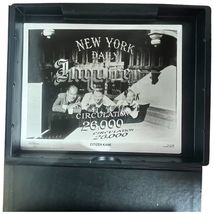 NEW YORK
DAILY
Inquirer
CIRCULATION
26,000
CIRCULATION
26,000
CITIZEN KANE